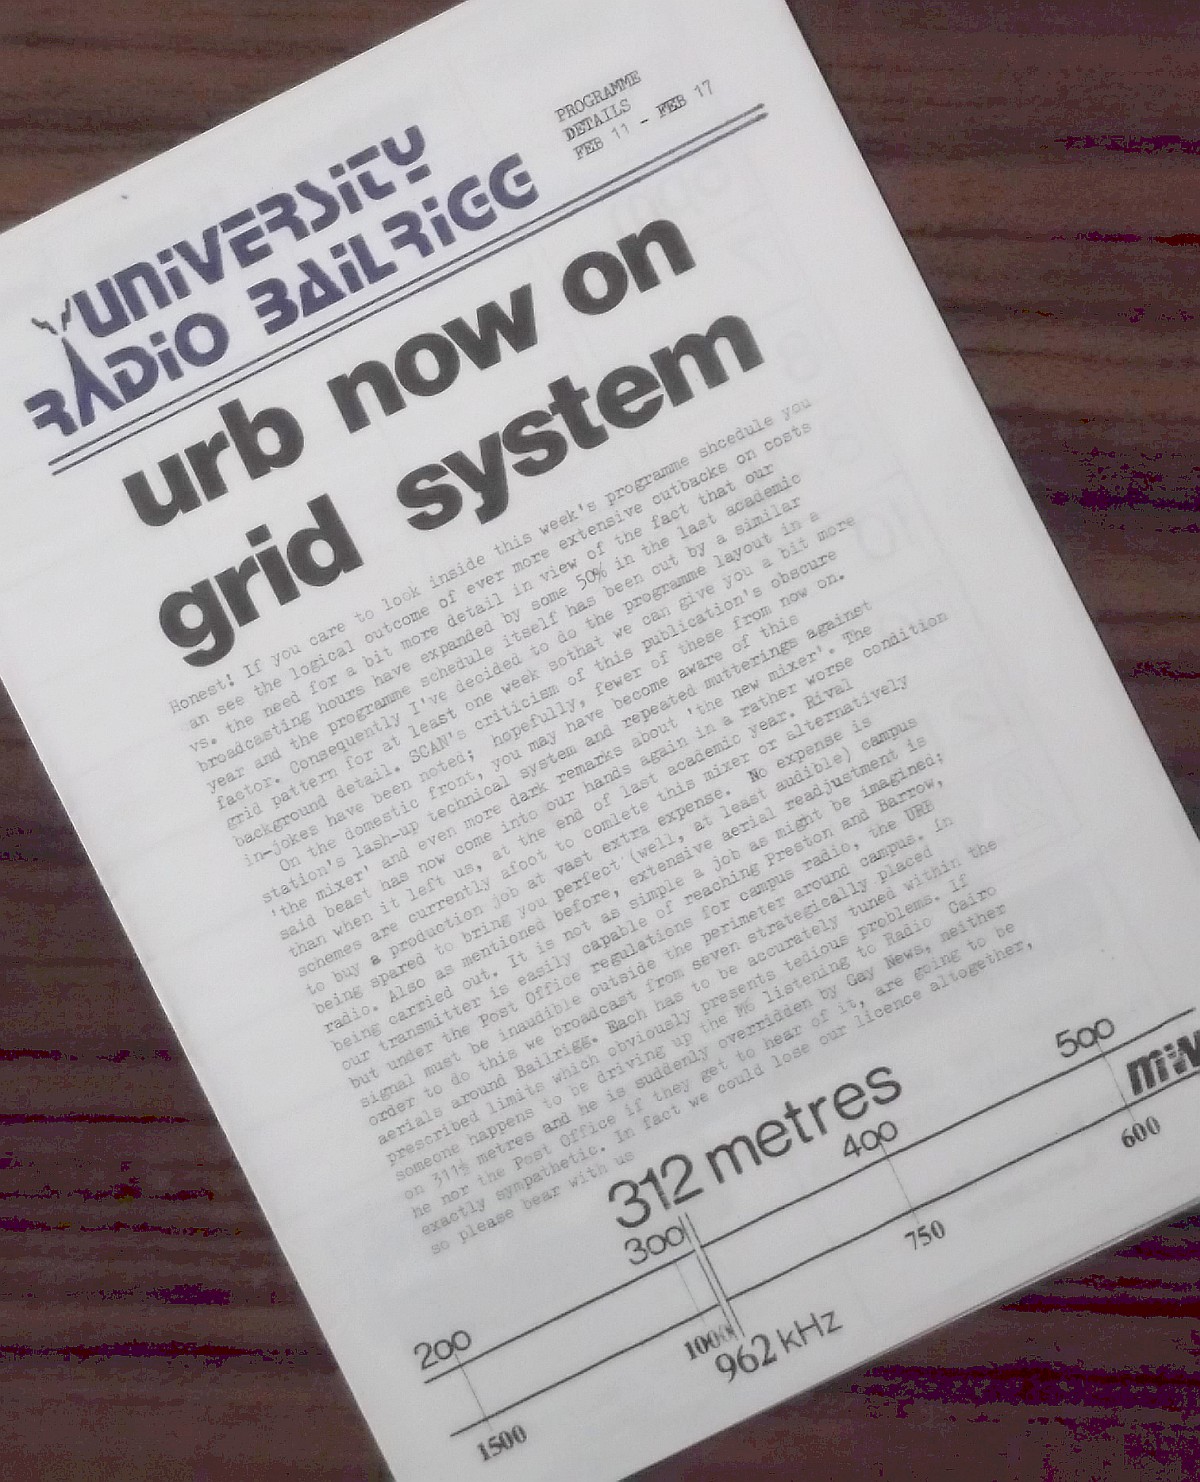 PROGRAMME
DETAILS
FEB 11 - FEB 17
UNIVERSITY
RADIO BAILRIGG
urb now on
grid system
Honest! If you care to look inside this week's programme shcedule you
an see the logical outcome of ever more extensive cutbacks on costs
vs. the need for a bit more detail in view of the fact that our
broadcasting hours have expanded by some 50% in the last academic
year and the programme schedule itself has been cut by a similar
factor. Consequently I've decided to do the programme layout in a
grid pattern for at least one week sothat we can give you a bit more
background detail. SCAN's criticism of this publication's obscure
in-jokes have been noted; hopefully, fewer of these from now on.
On the domestic front, you may have become aware of this
station's lash-up technical system and repeated mutterings against
'the mixer' and even more dark remarks about 'the new mixer'. The
said beast has now come into our hands again in a rather worse condition
than when it left us, at the end of last academic year. Rival
schemes are currently afoot to comlete this mixer or alternatively
to buy a production job at vast extra expense. No expense is
being spared to bring you perfect (well, at least audible) campus
radio. Also as mentioned before, extensive aerial readjustment is
being carried out. It is not as simple a job as might be imagined;
our transmitter is easily capable of reaching Preston and Barrow,
but under the Post Office regulations for campus radio, the URB
signal must be inaudible outside the perimeter around campus. In
order to do this we broadcast from seven strategically placed
aerials around Bailrigg. Each has to be accurately tuned within the
prescribed limits which obviously presents tedious problems. If
someone happens to be driving up the M6 listening to Radio Cairo
on 311½ metres and he is suddenly overridden by Gay News, neither
he nor the Post Office if they get to hear of it, are going to be
exactly sympathetic. In fact we could lose our licence altogether,
so please bear with us
312 metres
200 300 400 500
1500 1000 750 600
962 kHz